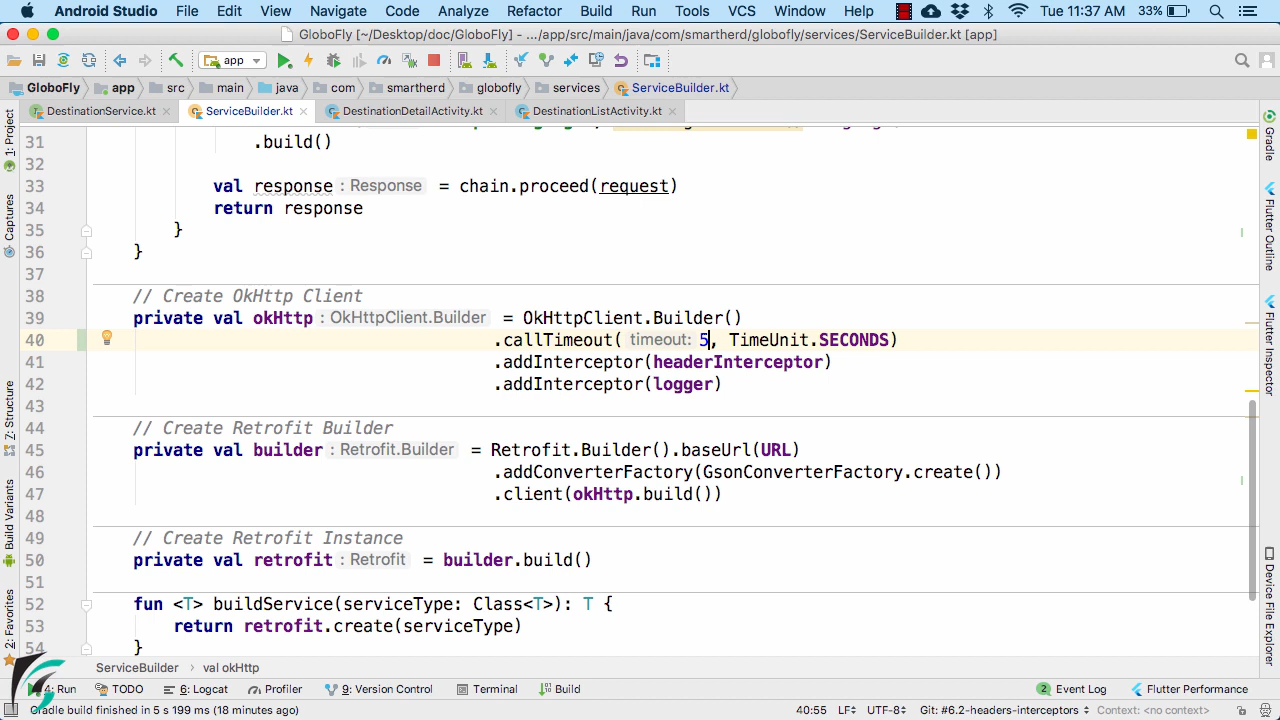 Android Studio File Edit View Navigate Code Analyze Refactor Build Run Tools VCS Window Help Tue 11:37 AM 33%
GloboFly [~/Desktop/doc/GloboFly] - .../app/src/main/java/com/smartherd/globofly/services/ServiceBuilder.kt [app]
app
GloboFly app src main java com smartherd globofly services ServiceBuilder.kt
DestinationService.kt ServiceBuilder.kt DestinationDetailActivity.kt DestinationListActivity.kt
1: Project
Captures
7: Structure
Build Variants
2: Favorites
31 .build()
32
33 val response : Response = chain.proceed(request)
34 return response
35 }
36 }
37
38 // Create OkHttp Client
39 private val okHttp : OkHttpClient.Builder = OkHttpClient.Builder()
40 .callTimeout( timeout: 5, TimeUnit.SECONDS)
41 .addInterceptor(headerInterceptor)
42 .addInterceptor(logger)
43
44 // Create Retrofit Builder
45 private val builder : Retrofit.Builder = Retrofit.Builder().baseUrl(URL)
46 .addConverterFactory(GsonConverterFactory.create())
47 .client(okHttp.build())
48
49 // Create Retrofit Instance
50 private val retrofit : Retrofit = builder.build()
51
52 fun <T> buildService(serviceType: Class<T>): T {
53 return retrofit.create(serviceType)
54 }
Gradle
Flutter Outline
Flutter Inspector
Device File Explorer
ServiceBuilder › val okHttp
4: Run TODO 6: Logcat Profiler 9: Version Control Terminal Build 2 Event Log Flutter Performance
Gradle build finished in 5 s 199 ms (18 minutes ago) 40:55 LF UTF-8 Git: #6.2-headers-interceptors Context: <no context>